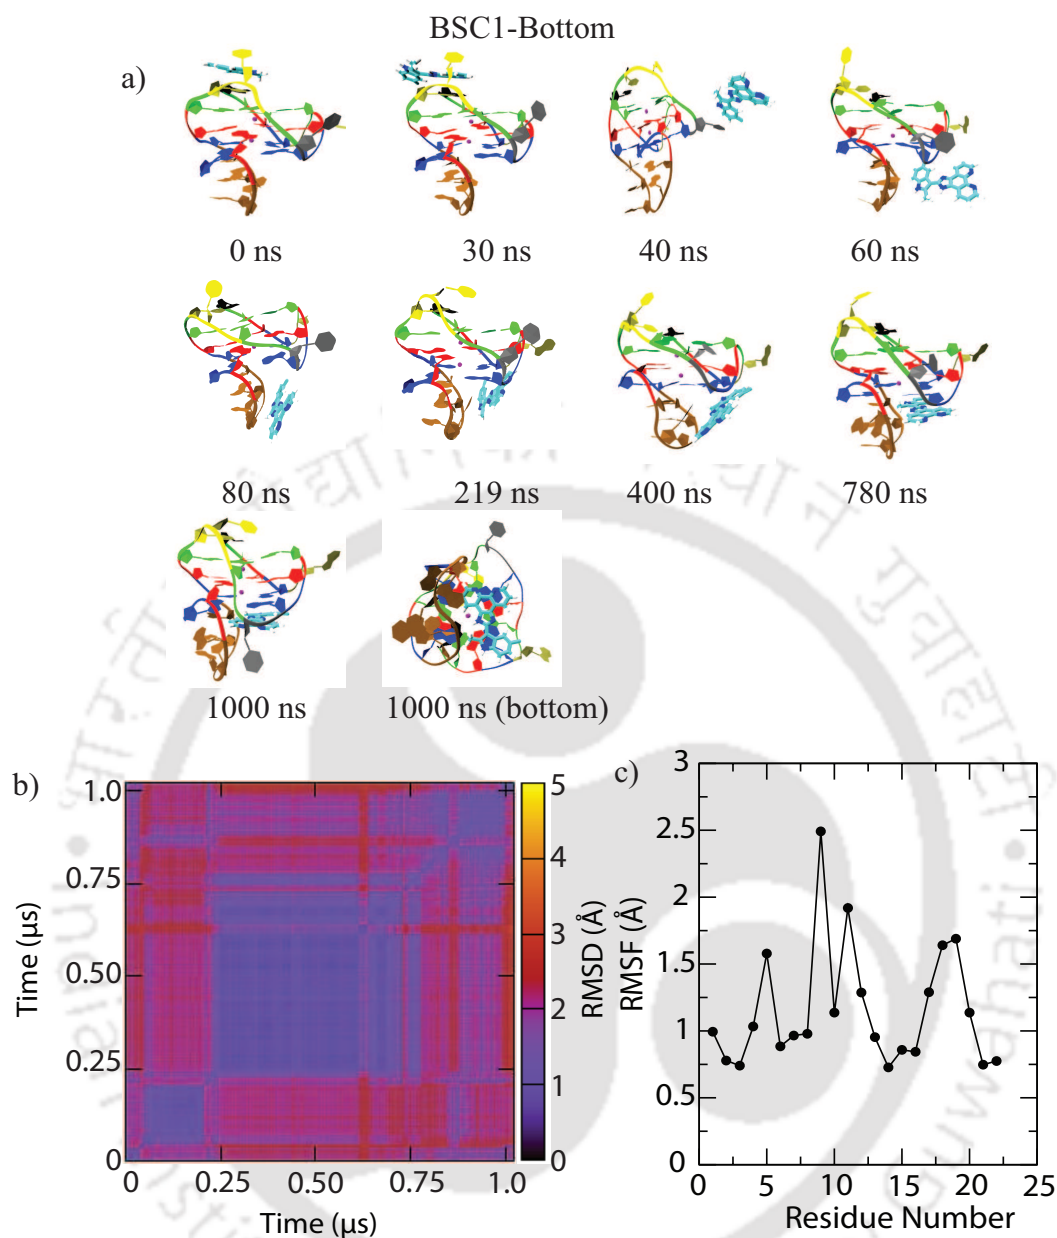 BSC1-Bottom
a)
0 ns
30 ns
40 ns
60 ns
80 ns
219 ns
400 ns
780 ns
1000 ns
1000 ns (bottom)
b)
1.0
0.75
0.50
0.25
0
Time (μs)
0
0.25
0.50
0.75
1.0
Time (μs)
5
4
3
2
1
0
RMSD (Å)
c)
3
2.5
2
1.5
1
0.5
0
RMSF (Å)
0
5
10
15
20
25
Residue Number
Indian
Guwahati